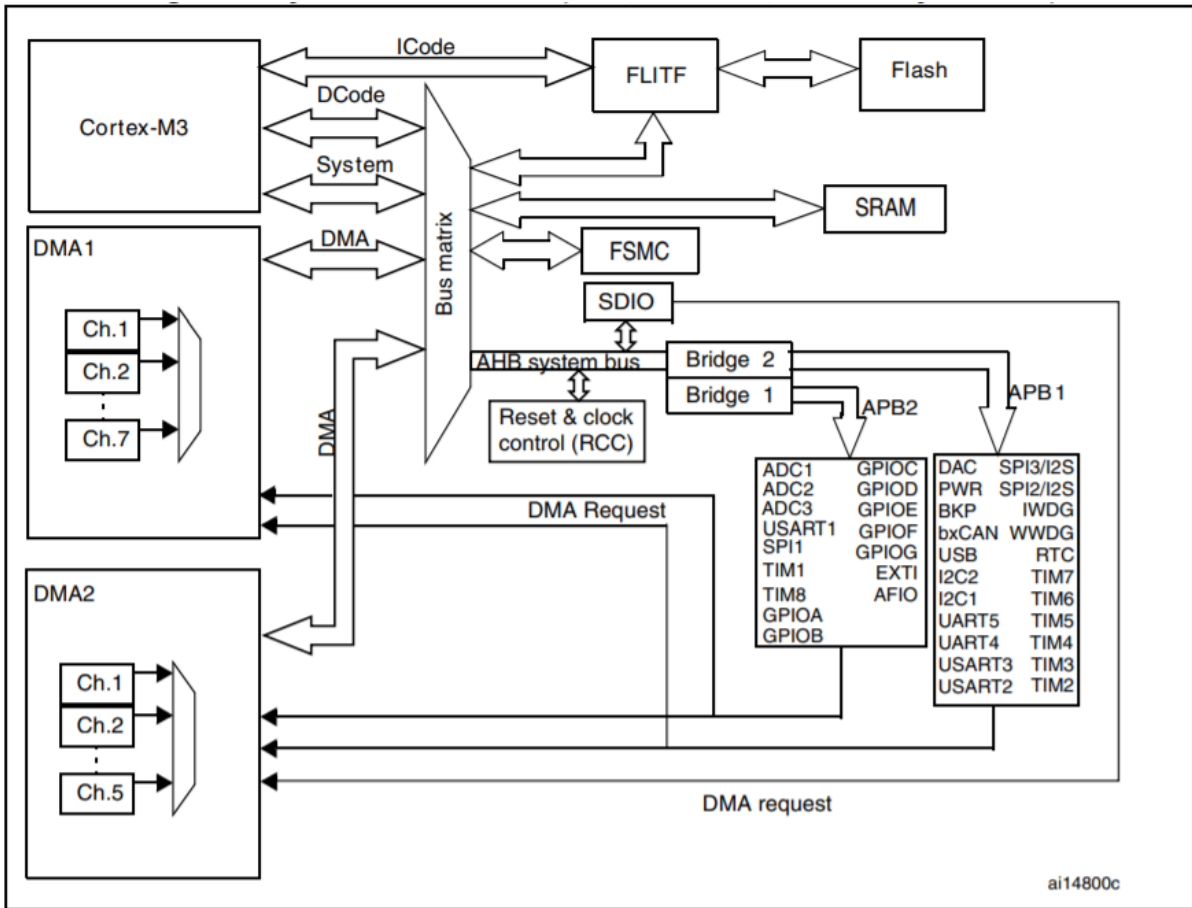 ICode
Cortex-M3
FLITF
Flash
DCode
System
SRAM
DMA
FSMC
Bus matrix
DMA1
Ch.1
Ch.2
Ch.7
SDIO
AHB system bus
Bridge 2
Bridge 1
APB2
APB1
Reset & clock
control (RCC)
DMA
DMA Request
ADC1 GPIOC
ADC2 GPIOD
ADC3 GPIOE
USART1 GPIOF
SPI1 GPIOG
TIM1 EXTI
TIM8 AFIO
GPIOA
GPIOB
DAC SPI3/I2S
PWR SPI2/I2S
BKP IWDG
bxCAN WWDG
USB RTC
I2C2 TIM7
I2C1 TIM6
UART5 TIM5
UART4 TIM4
USART3 TIM3
USART2 TIM2
DMA2
Ch.1
Ch.2
Ch.5
DMA request
ai14800c